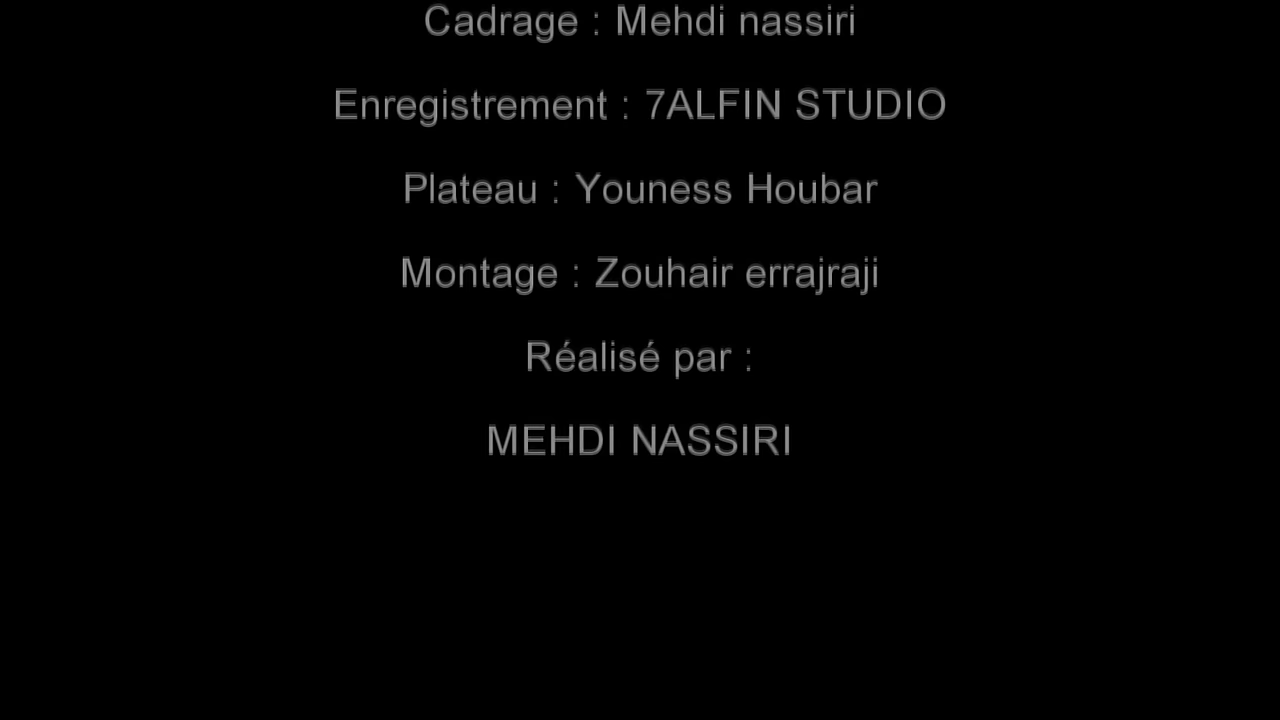 Cadrage : Mehdi nassiri
Enregistrement : 7ALFIN STUDIO
Plateau : Youness Houbar
Montage : Zouhair errajraji
Réalisé par :
MEHDI NASSIRI